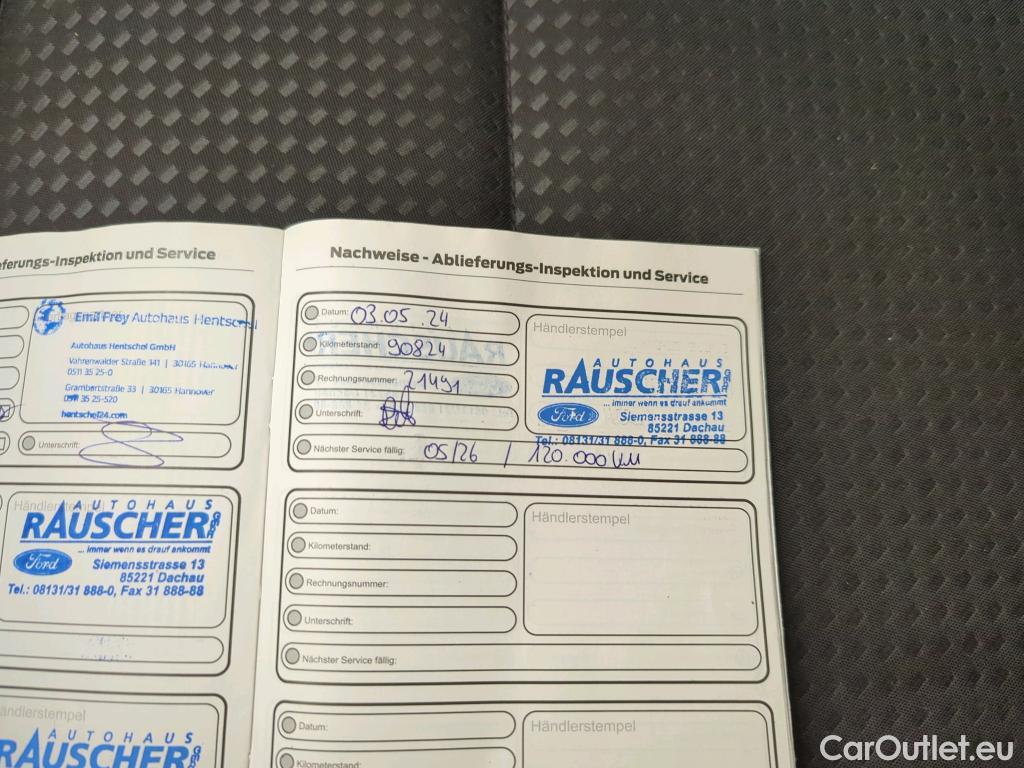 eferungs-Inspektion und Service
Emil Frey Autohaus Hentschel
Autohaus Hentschel GmbH
Vahrenwalder Straße 141 | 30165 Hannover
0511 35 25-0
Grambartstraße 33 | 30165 Hannover
0511 35 25-520
hentschel24.com
Unterschrift:
Händlerstempel
AUTOHAUS
RAUSCHER
... immer wenn es drauf ankommt
Ford
Siemensstrasse 13
85221 Dachau
Tel.: 08131/31 888-0, Fax 31 888-88
ändlerstempel
AUTOHAUS
RAUSCHER
Nachweise - Ablieferungs-Inspektion und Service
Datum: 03.05.24
Kilometerstand: 90824
Rechnungsnummer: 21491
Unterschrift:
Nächster Service fällig: 05/26 / 120.000 KM
Händlerstempel
AUTOHAUS
RAUSCHER
... immer wenn es drauf ankommt
Ford
Siemensstrasse 13
85221 Dachau
Tel.: 08131/31 888-0, Fax 31 888-88
Datum:
Kilometerstand:
Rechnungsnummer:
Unterschrift:
Nächster Service fällig:
Händlerstempel
Datum:
Kilometerstand:
Händlerstempel
CarOutlet.eu